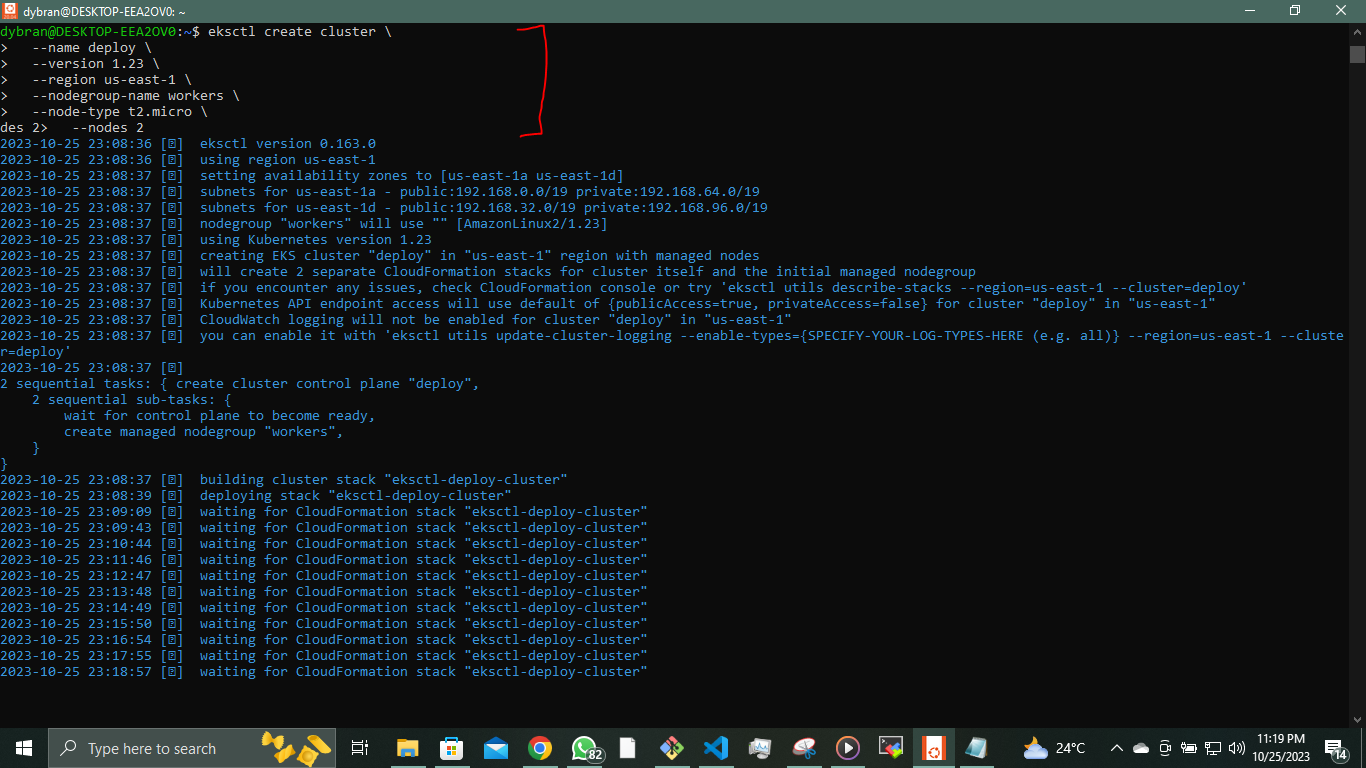 dybran@DESKTOP-EEA2OV0: ~
dybran@DESKTOP-EEA2OV0:~$ eksctl create cluster \
>   --name deploy \
>   --version 1.23 \
>   --region us-east-1 \
>   --nodegroup-name workers \
>   --node-type t2.micro \
des 2>   --nodes 2
2023-10-25 23:08:36 [ℹ]  eksctl version 0.163.0
2023-10-25 23:08:36 [ℹ]  using region us-east-1
2023-10-25 23:08:37 [ℹ]  setting availability zones to [us-east-1a us-east-1d]
2023-10-25 23:08:37 [ℹ]  subnets for us-east-1a - public:192.168.0.0/19 private:192.168.64.0/19
2023-10-25 23:08:37 [ℹ]  subnets for us-east-1d - public:192.168.32.0/19 private:192.168.96.0/19
2023-10-25 23:08:37 [ℹ]  nodegroup "workers" will use "" [AmazonLinux2/1.23]
2023-10-25 23:08:37 [ℹ]  using Kubernetes version 1.23
2023-10-25 23:08:37 [ℹ]  creating EKS cluster "deploy" in "us-east-1" region with managed nodes
2023-10-25 23:08:37 [ℹ]  will create 2 separate CloudFormation stacks for cluster itself and the initial managed nodegroup
2023-10-25 23:08:37 [ℹ]  if you encounter any issues, check CloudFormation console or try 'eksctl utils describe-stacks --region=us-east-1 --cluster=deploy'
2023-10-25 23:08:37 [ℹ]  Kubernetes API endpoint access will use default of {publicAccess=true, privateAccess=false} for cluster "deploy" in "us-east-1"
2023-10-25 23:08:37 [ℹ]  CloudWatch logging will not be enabled for cluster "deploy" in "us-east-1"
2023-10-25 23:08:37 [ℹ]  you can enable it with 'eksctl utils update-cluster-logging --enable-types={SPECIFY-YOUR-LOG-TYPES-HERE (e.g. all)} --region=us-east-1 --cluste
r=deploy'
2023-10-25 23:08:37 [ℹ]
2 sequential tasks: { create cluster control plane "deploy",
    2 sequential sub-tasks: {
        wait for control plane to become ready,
        create managed nodegroup "workers",
    }
}
2023-10-25 23:08:37 [ℹ]  building cluster stack "eksctl-deploy-cluster"
2023-10-25 23:08:39 [ℹ]  deploying stack "eksctl-deploy-cluster"
2023-10-25 23:09:09 [ℹ]  waiting for CloudFormation stack "eksctl-deploy-cluster"
2023-10-25 23:09:43 [ℹ]  waiting for CloudFormation stack "eksctl-deploy-cluster"
2023-10-25 23:10:44 [ℹ]  waiting for CloudFormation stack "eksctl-deploy-cluster"
2023-10-25 23:11:46 [ℹ]  waiting for CloudFormation stack "eksctl-deploy-cluster"
2023-10-25 23:12:47 [ℹ]  waiting for CloudFormation stack "eksctl-deploy-cluster"
2023-10-25 23:13:48 [ℹ]  waiting for CloudFormation stack "eksctl-deploy-cluster"
2023-10-25 23:14:49 [ℹ]  waiting for CloudFormation stack "eksctl-deploy-cluster"
2023-10-25 23:15:50 [ℹ]  waiting for CloudFormation stack "eksctl-deploy-cluster"
2023-10-25 23:16:54 [ℹ]  waiting for CloudFormation stack "eksctl-deploy-cluster"
2023-10-25 23:17:55 [ℹ]  waiting for CloudFormation stack "eksctl-deploy-cluster"
2023-10-25 23:18:57 [ℹ]  waiting for CloudFormation stack "eksctl-deploy-cluster"
Type here to search
82
24°C
11:19 PM
10/25/2023
14